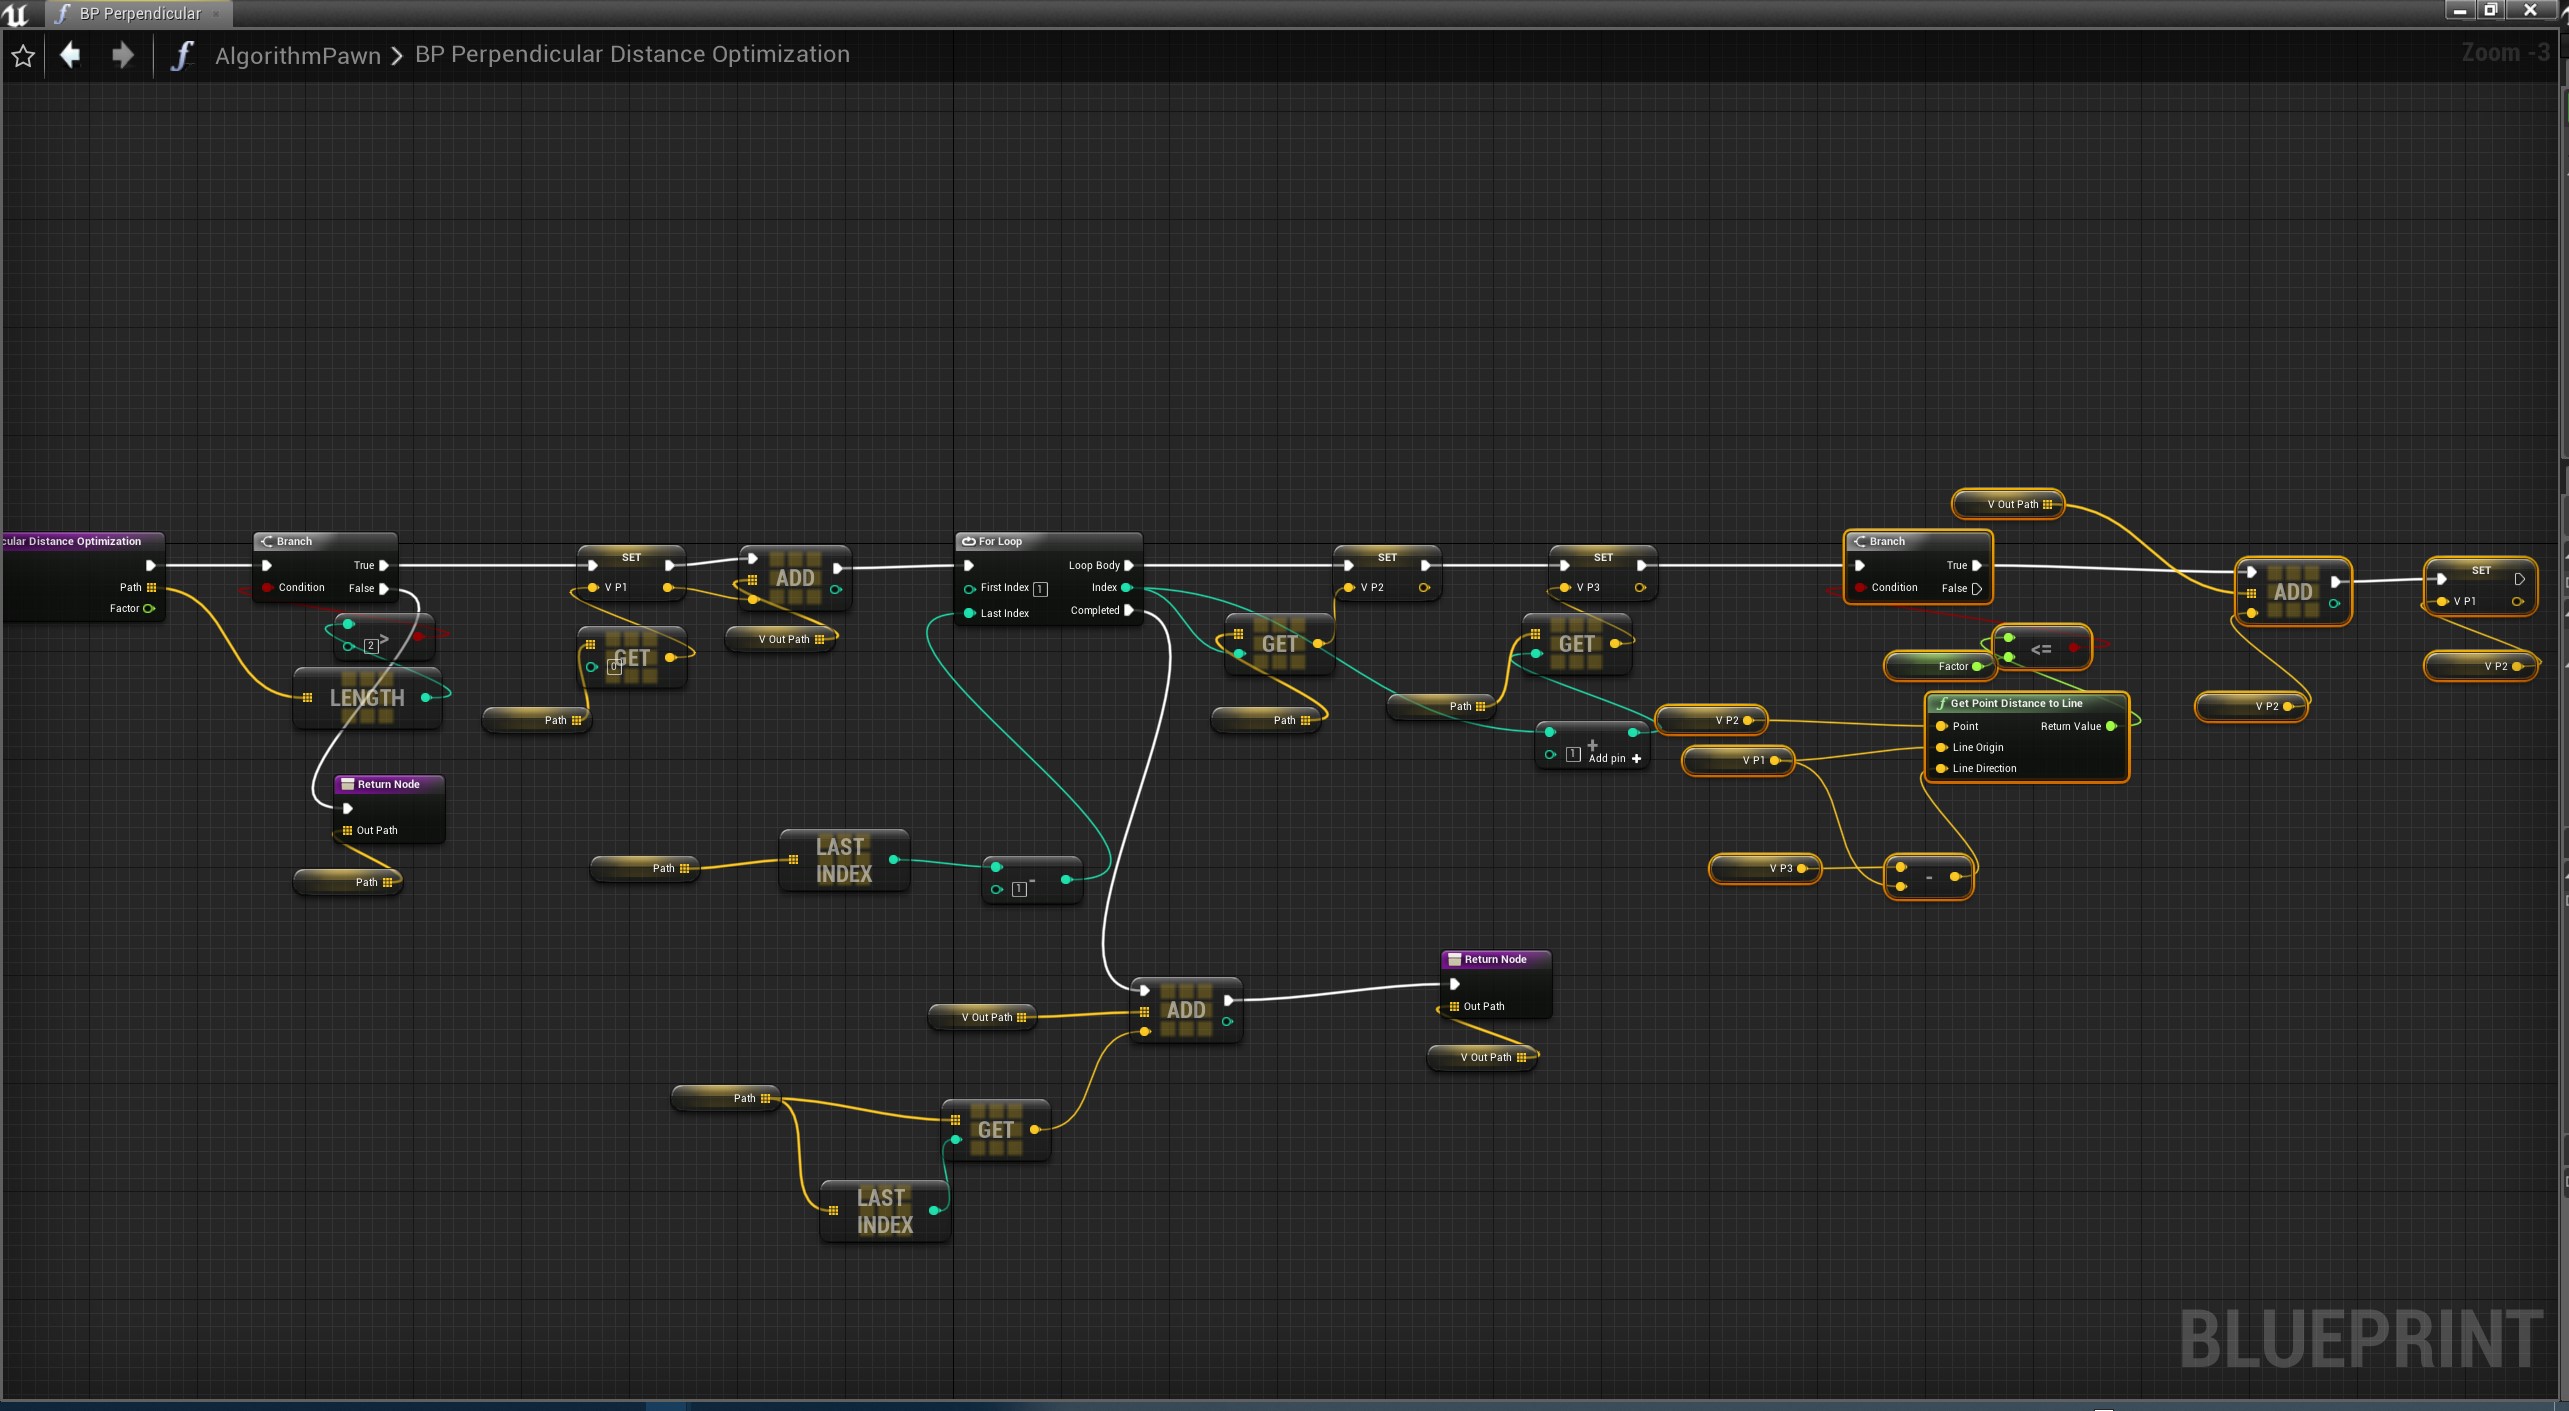 BP Perpendicular
AlgorithmPawn > BP Perpendicular Distance Optimization
Zoom -3
V Out Path
cular Distance Optimization
Path
Factor
Branch
True
Condition
False
2
>
LENGTH
Return Node
Out Path
Path
SET
V P1
GET
0
Path
ADD
V Out Path
For Loop
Loop Body
First Index 1
Index
Last Index
Completed
Path
LAST
INDEX
1
-
SET
V P2
GET
Path
SET
V P3
GET
Path
+
1
Add pin +
Branch
True
Condition
False
<=
Factor
Get Point Distance to Line
Point
Return Value
Line Origin
Line Direction
V P2
V P1
V P3
-
ADD
V P2
SET
V P1
V P2
V Out Path
ADD
Return Node
Out Path
V Out Path
Path
GET
LAST
INDEX
BLUEPRINT